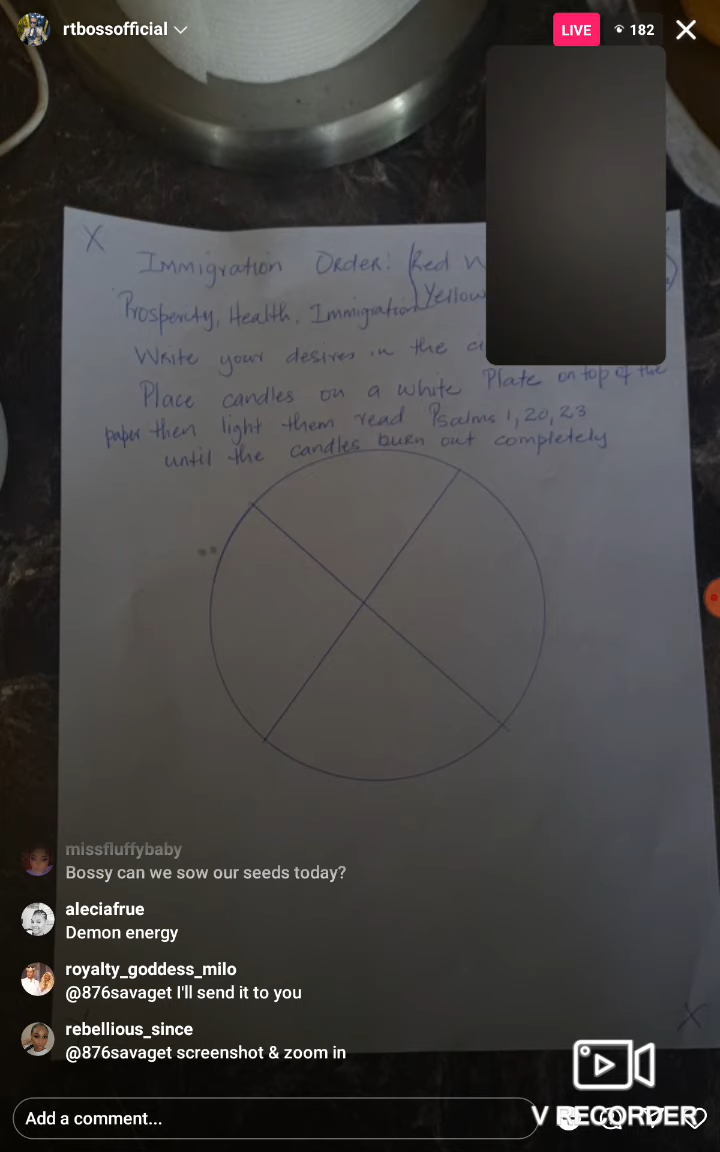 rtbossofficial
LIVE
182
X
Immigration Order: (Red
Prosperity, Health, Immigration Yellow
Write your desires in the
Place candles on a white Plate on top of the
paper then light them read Psalms 1, 20, 23
until the candles burn out completely
missfluffybaby
Bossy can we sow our seeds today?
aleciafrue
Demon energy
royalty_goddess_milo
@876savaget I'll send it to you
rebellious_since
@876savaget screenshot & zoom in
X
Add a comment...
V RECORDER